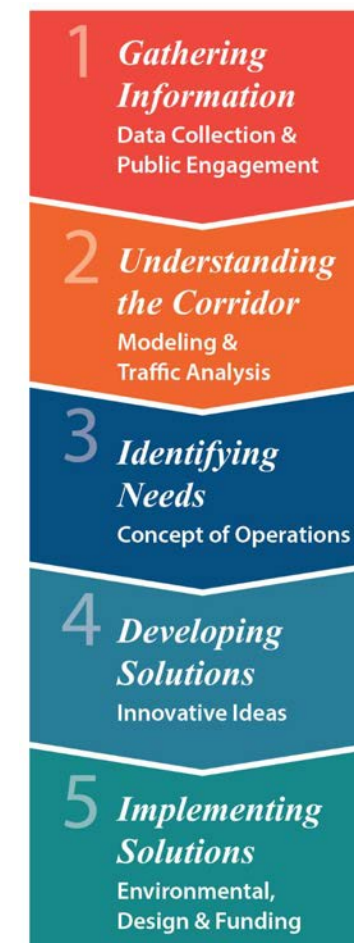 1
Gathering
Information
Data Collection &
Public Engagement
2
Understanding
the Corridor
Modeling &
Traffic Analysis
3
Identifying
Needs
Concept of Operations
4
Developing
Solutions
Innovative Ideas
5
Implementing
Solutions
Environmental,
Design & Funding